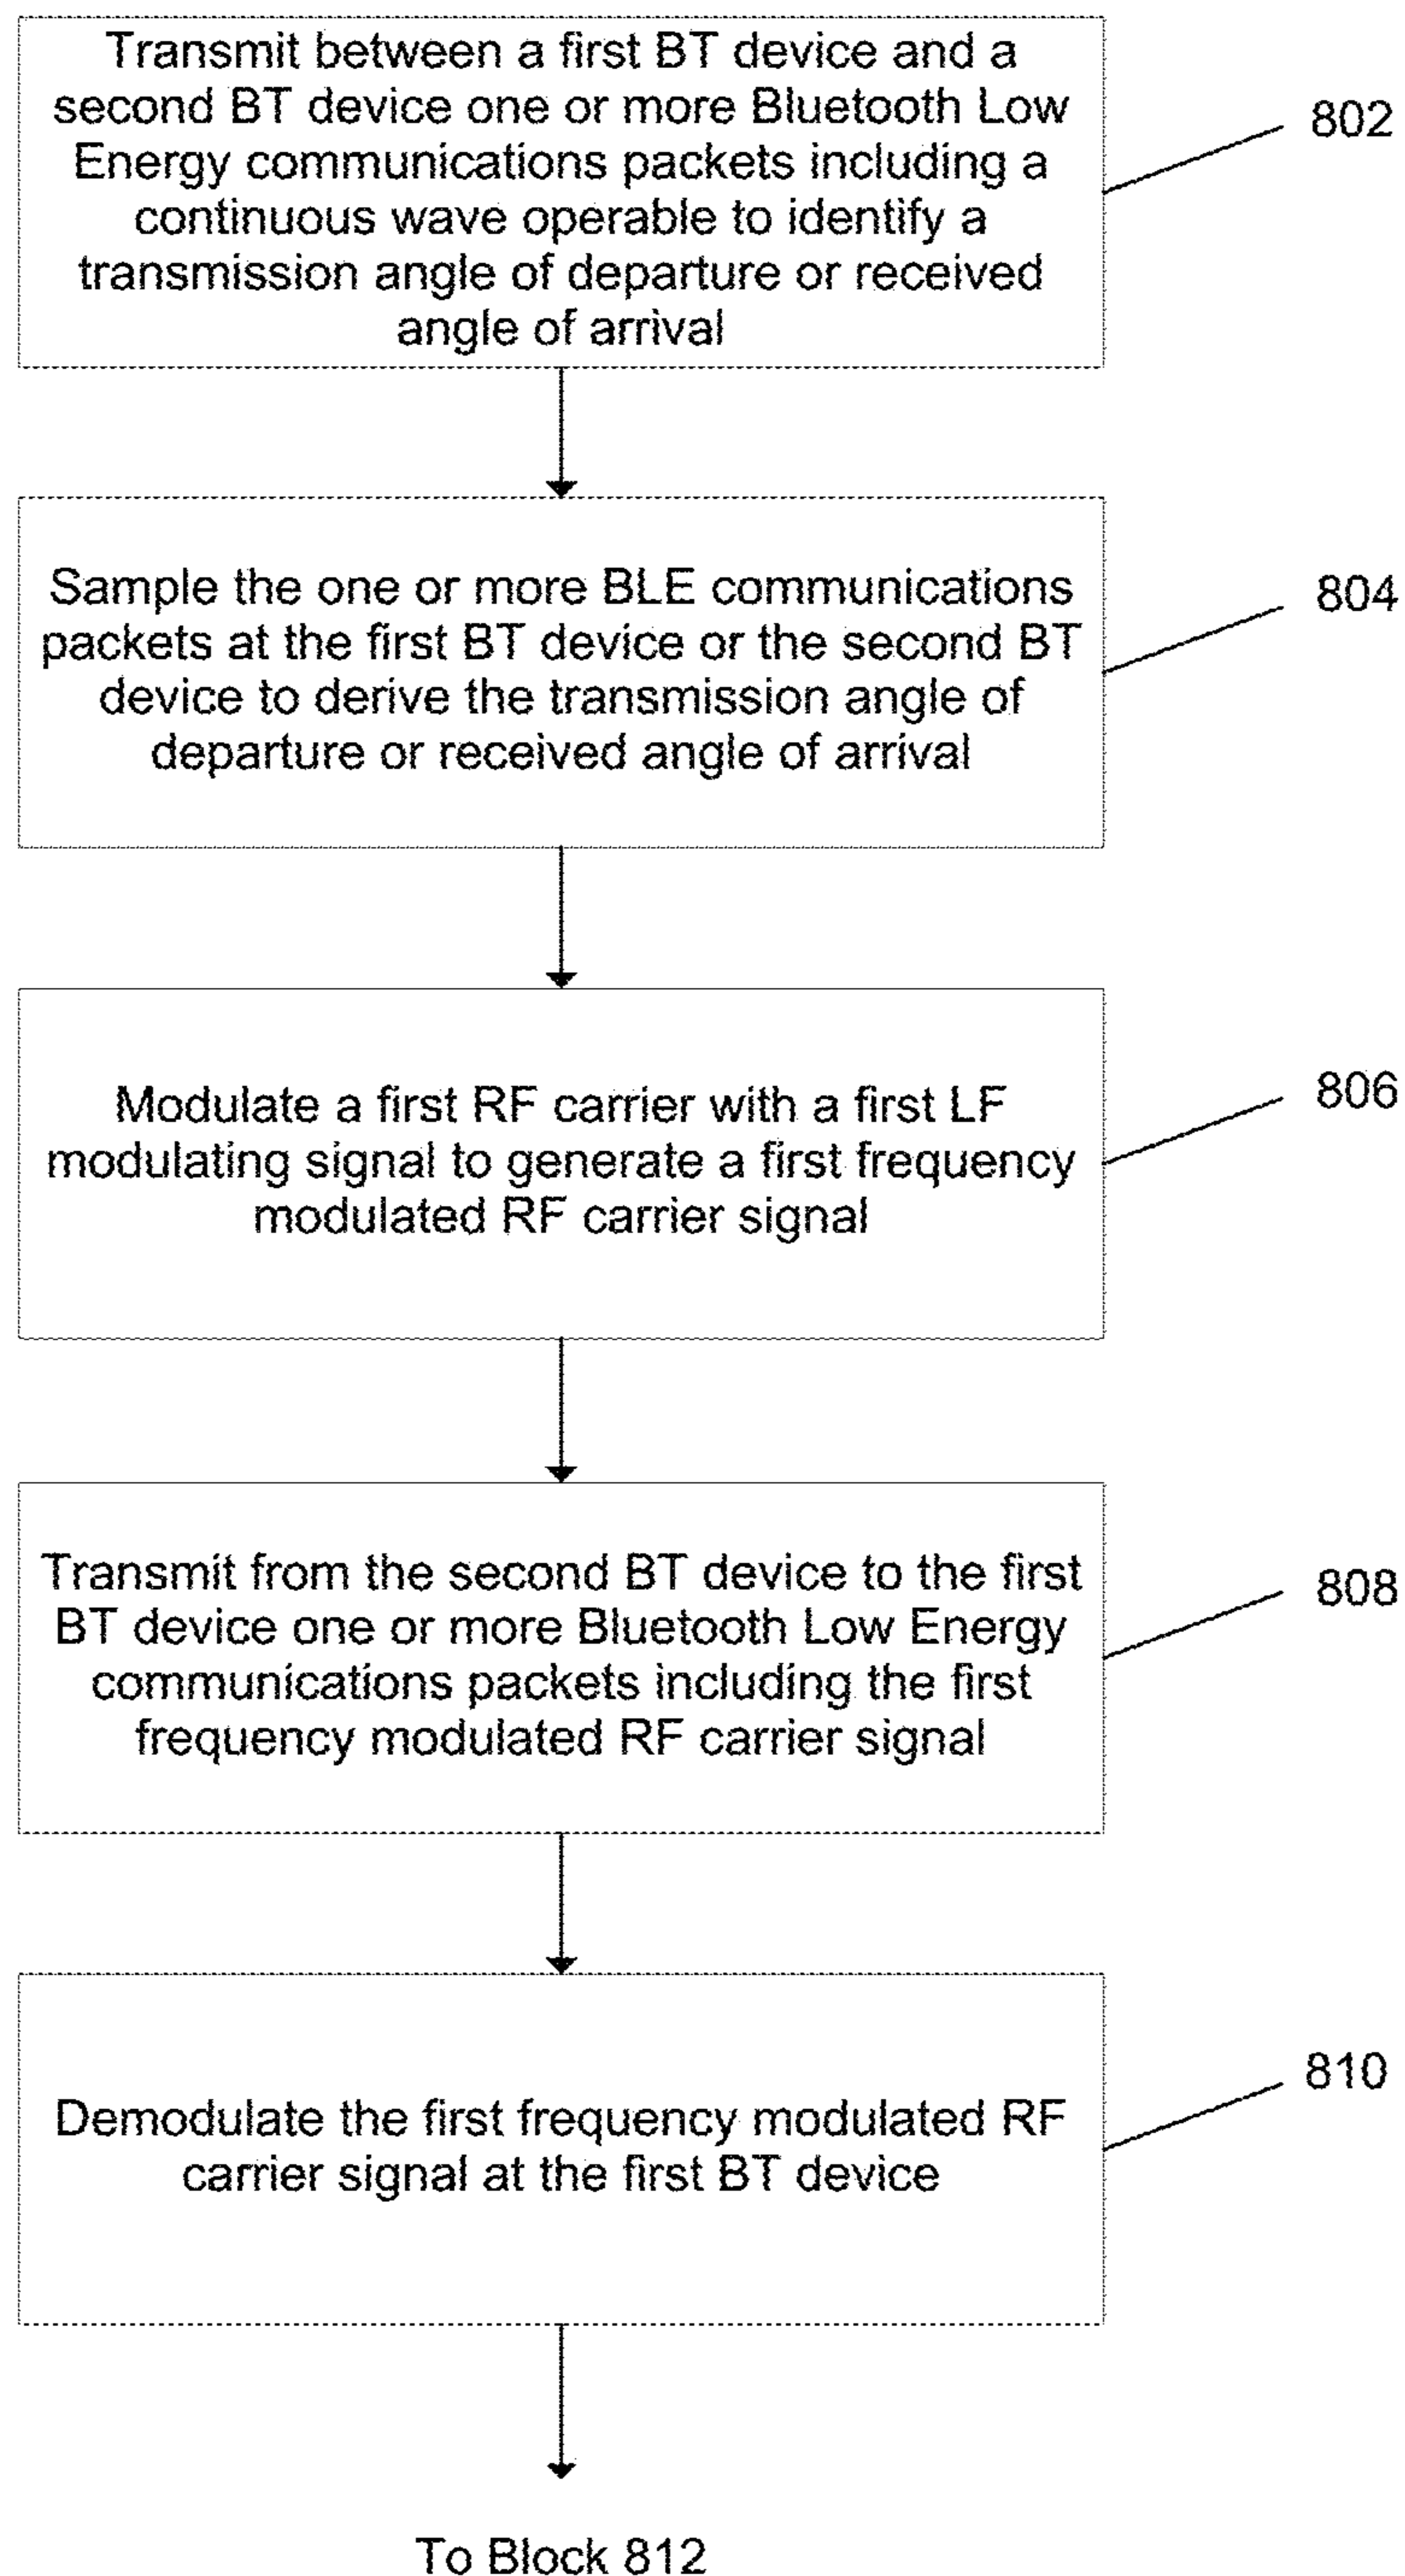 Transmit between a first BT device and a
second BT device one or more Bluetooth Low
Energy communications packets including a
continuous wave operable to identify a
transmission angle of departure or received
angle of arrival
802
Sample the one or more BLE communications
packets at the first BT device or the second BT
device to derive the transmission angle of
departure or received angle of arrival
804
Modulate a first RF carrier with a first LF
modulating signal to generate a first frequency
modulated RF carrier signal
806
Transmit from the second BT device to the first
BT device one or more Bluetooth Low Energy
communications packets including the first
frequency modulated RF carrier signal
808
Demodulate the first frequency modulated RF
carrier signal at the first BT device
810
To Block 812